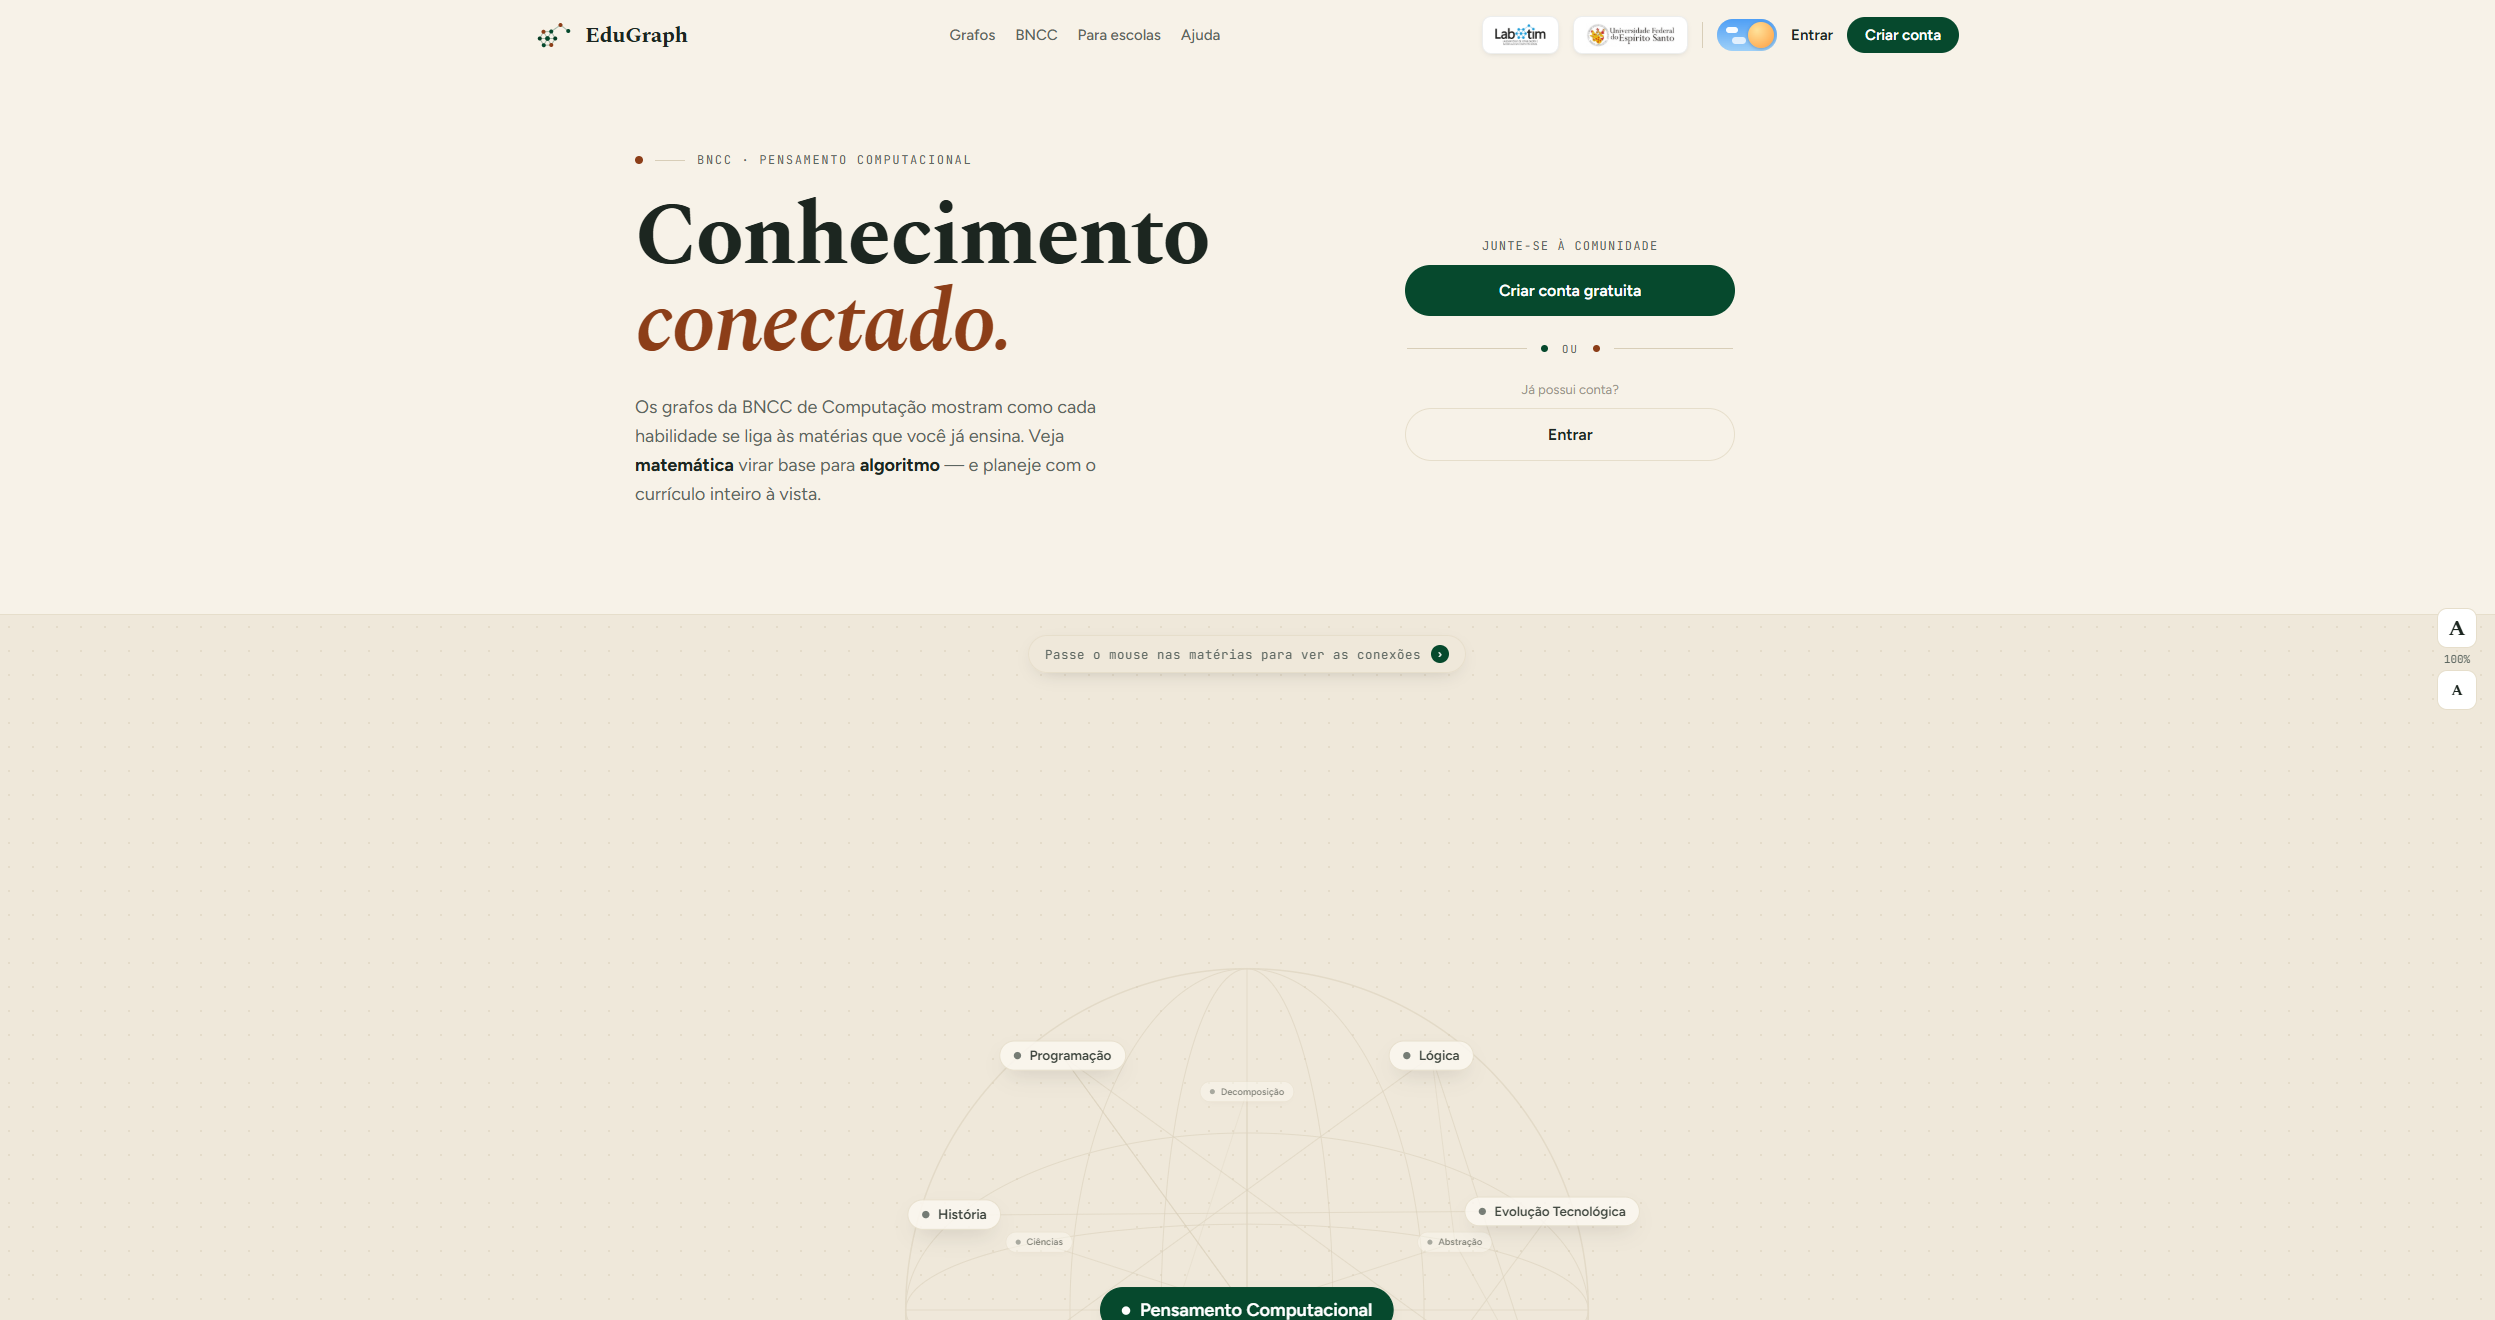 EduGraph
Grafos
BNCC
Para escolas
Ajuda
Labtim
Universidade Federal
do Espírito Santo
Entrar
Criar conta
BNCC · PENSAMENTO COMPUTACIONAL
Conhecimento
conectado.
Os grafos da BNCC de Computação mostram como cada
habilidade se liga às matérias que você já ensina. Veja
matemática virar base para algoritmo — e planeje com o
currículo inteiro à vista.
JUNTE-SE À COMUNIDADE
Criar conta gratuita
OU
Já possui conta?
Entrar
A
100%
A
Passe o mouse nas matérias para ver as conexões
Programação
Lógica
Decomposição
História
Evolução Tecnológica
Ciências
Abstração
Pensamento Computacional